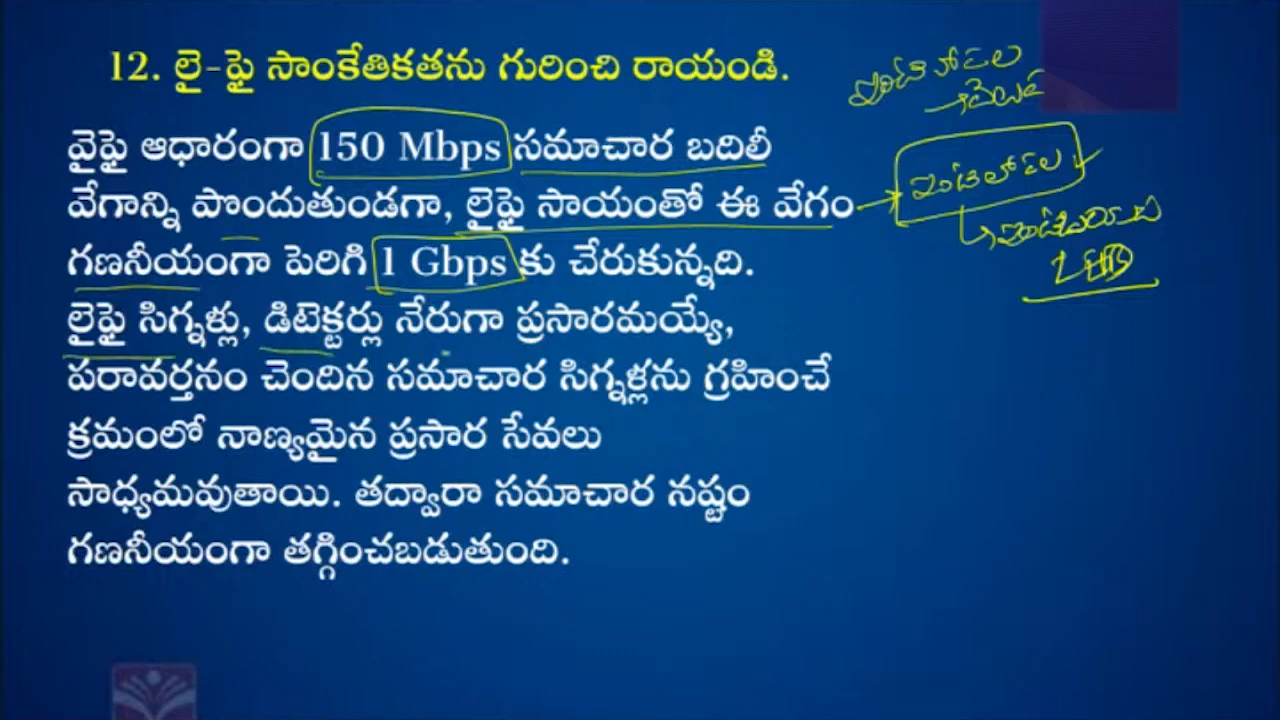 12. లై-ఫై సాంకేతికతను గురించి రాయండి.
వైఫై ఆధారంగా 150 Mbps సమాచార బదిలీ
వేగాన్ని పొందుతుండగా, లైఫై సాయంతో ఈ వేగం
గణనీయంగా పెరిగి 1 Gbps కు చేరుకున్నది.
లైఫై సిగ్నళ్లు, డిటెక్టర్లు నేరుగా ప్రసారమయ్యే,
పరావర్తనం చెందిన సమాచార సిగ్నళ్లను గ్రహించే
క్రమంలో నాణ్యమైన ప్రసార సేవలు
సాధ్యమవుతాయి. తద్వారా సమాచార నష్టం
గణనీయంగా తగ్గించబడుతుంది.